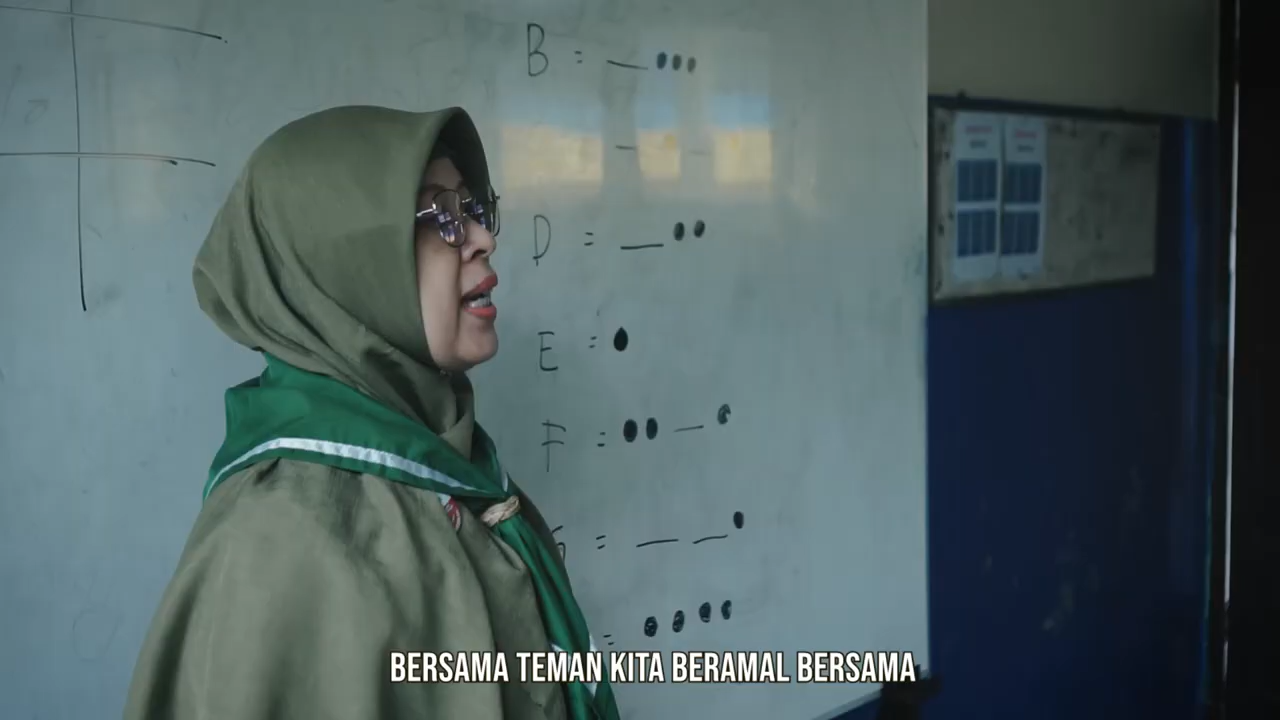 B = — •••
D = — ••
E = •
F = •• — •
G = — — •
= ••••
BERSAMA TEMAN KITA BERAMAL BERSAMA